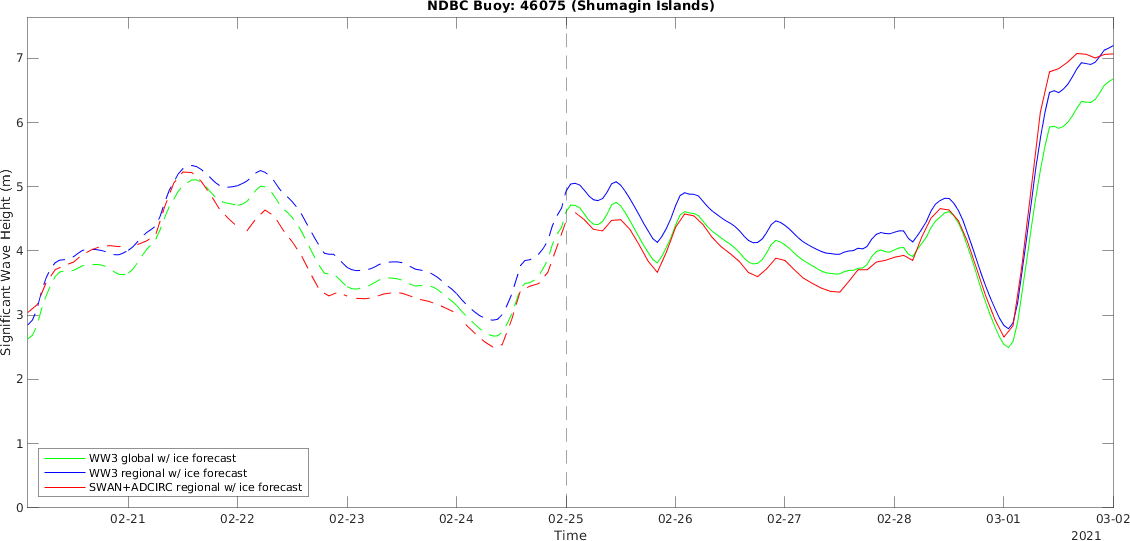 NDBC Buoy: 46075 (Shumagin Islands)
Significant Wave Height (m)
7
6
5
4
3
2
1
0
WW3 global w/ ice forecast
WW3 regional w/ ice forecast
SWAN+ADCIRC regional w/ ice forecast
02-21 02-22 02-23 02-24 02-25 02-26 02-27 02-28 03-01 03-02
Time
2021